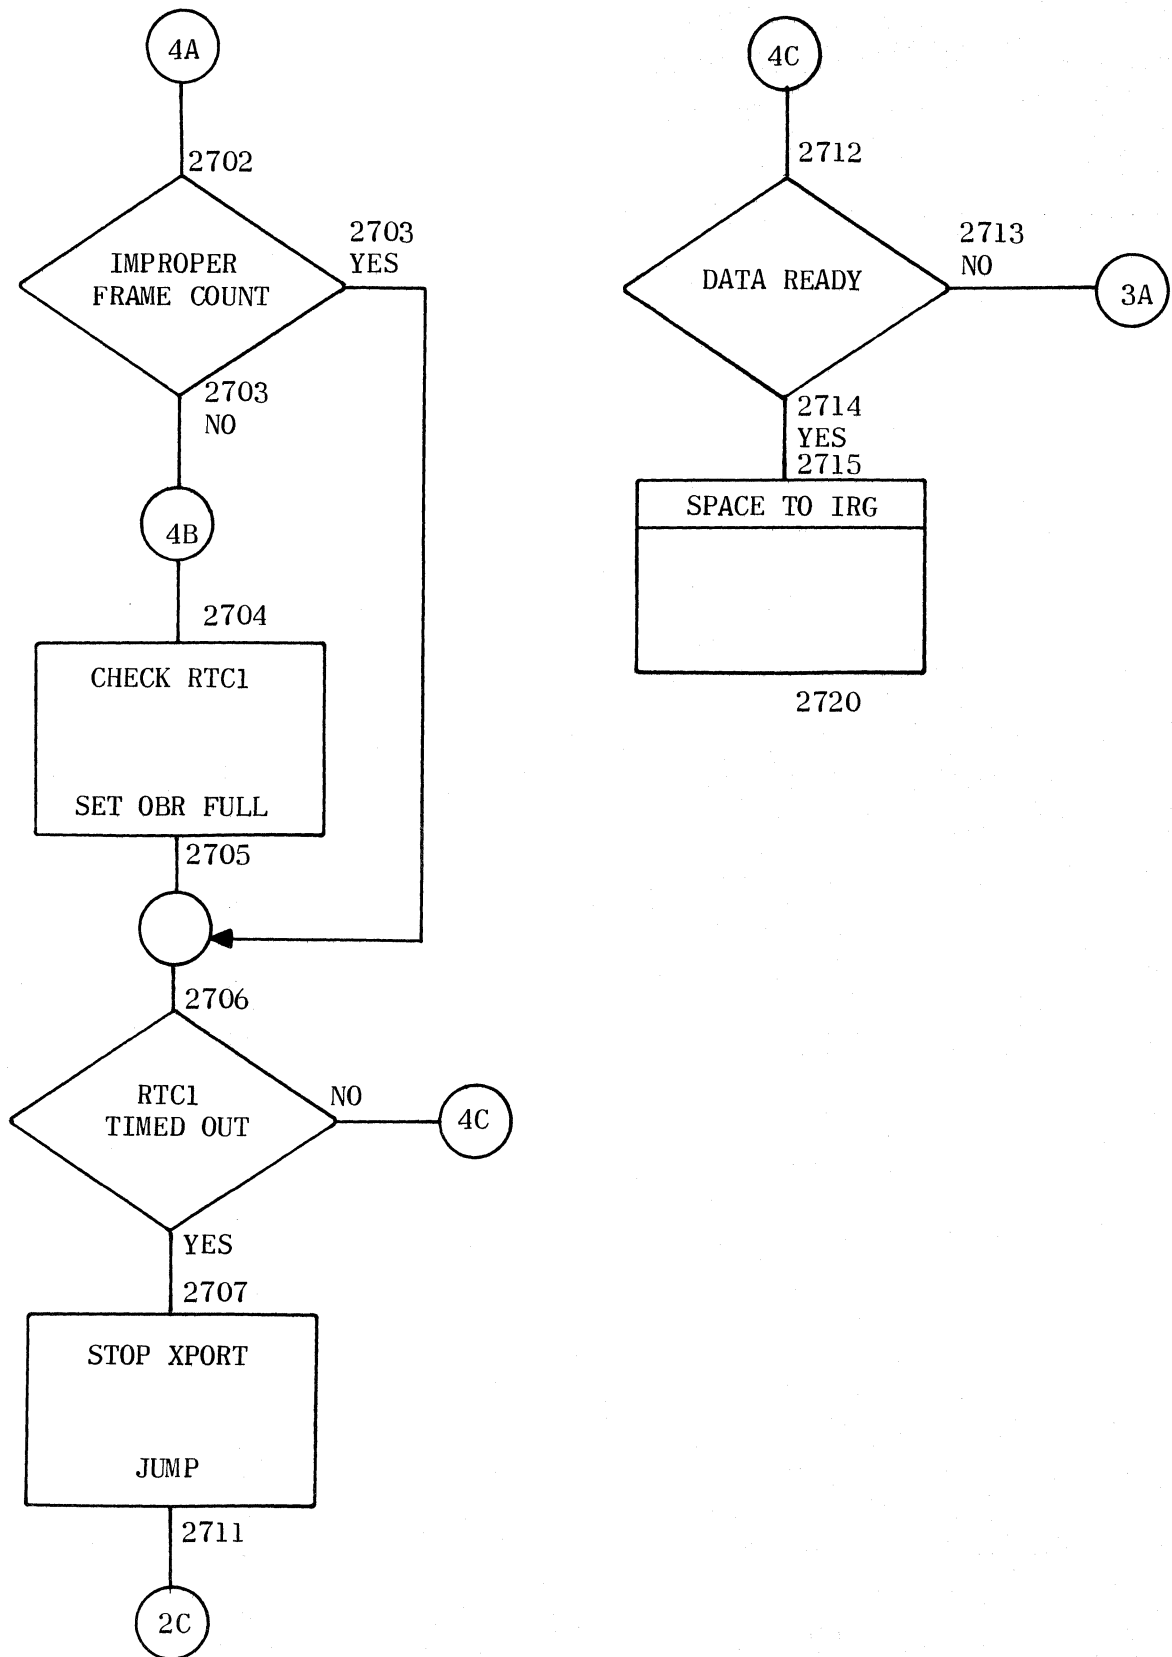 4A
2702
IMPROPER
FRAME COUNT
2703
YES
2703
NO
4B
2704
CHECK RTC1
SET OBR FULL
2705
2706
RTC1
TIMED OUT
NO
4C
YES
2707
STOP XPORT
JUMP
2711
2C
4C
2712
DATA READY
2713
NO
3A
2714
YES
2715
SPACE TO IRG
2720